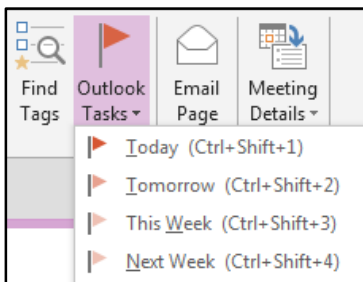 Find Tags
Outlook Tasks
Email Page
Meeting Details
Today (Ctrl+Shift+1)
Tomorrow (Ctrl+Shift+2)
This Week (Ctrl+Shift+3)
Next Week (Ctrl+Shift+4)